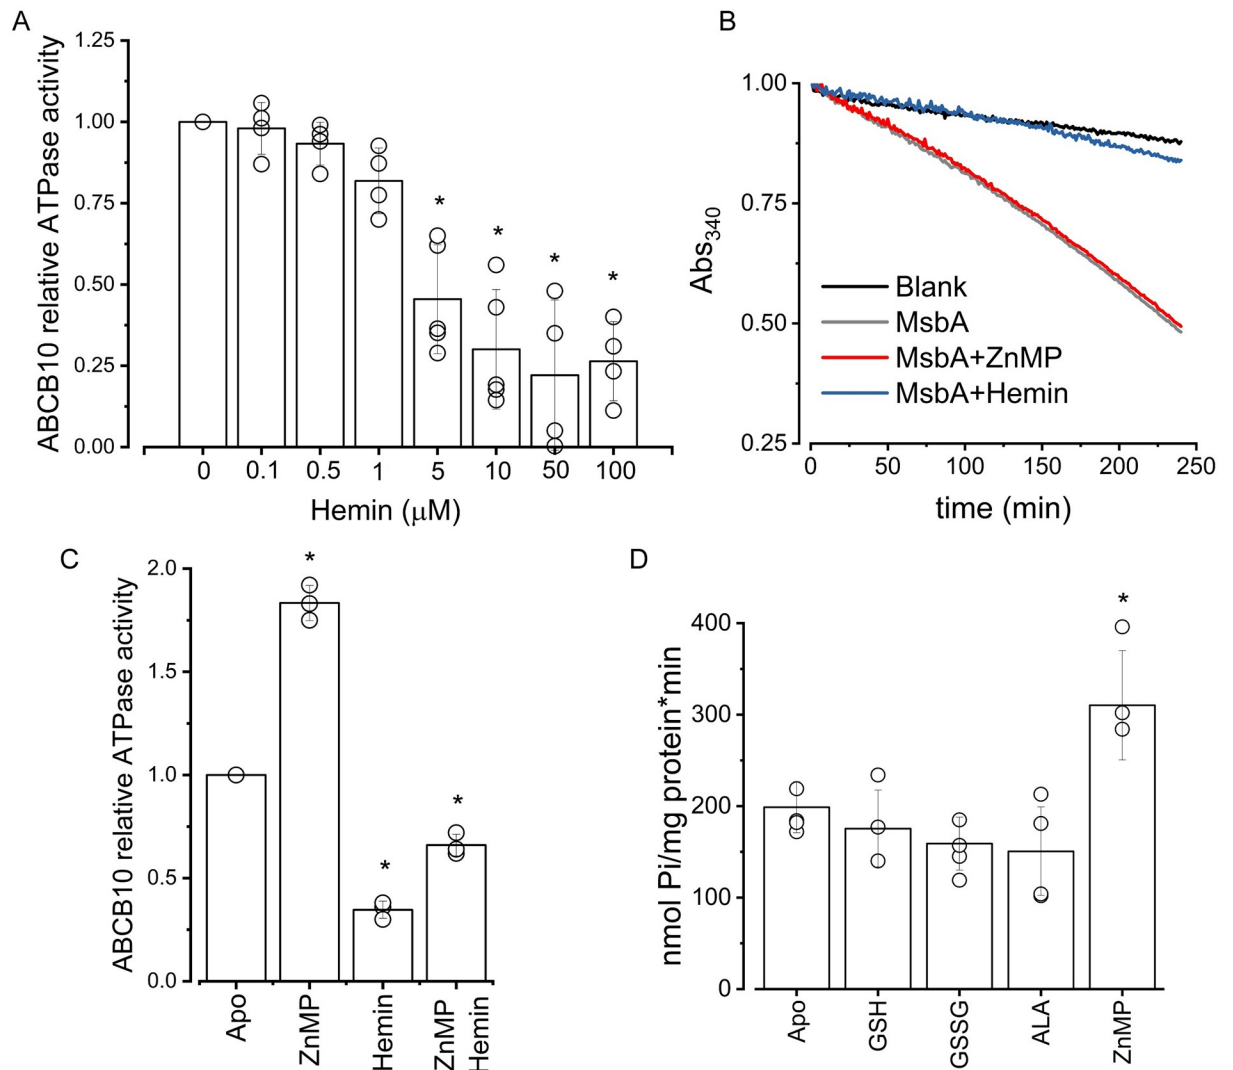 A
ABCB10 relative ATPase activity
1.25
1.00
0.75
0.50
0.25
0.00
* * * *
0 0.1 0.5 1 5 10 50 100
Hemin (μM)
B
Abs340
1.00
0.75
0.50
0.25
Blank
MsbA
MsbA+ZnMP
MsbA+Hemin
0 50 100 150 200 250
time (min)
C
ABCB10 relative ATPase activity
2.0
1.5
1.0
0.5
0.0
* * *
Apo
ZnMP
Hemin
ZnMP
Hemin
D
nmol Pi/mg protein*min
400
300
200
100
0
*
Apo
GSH
GSSG
ALA
ZnMP